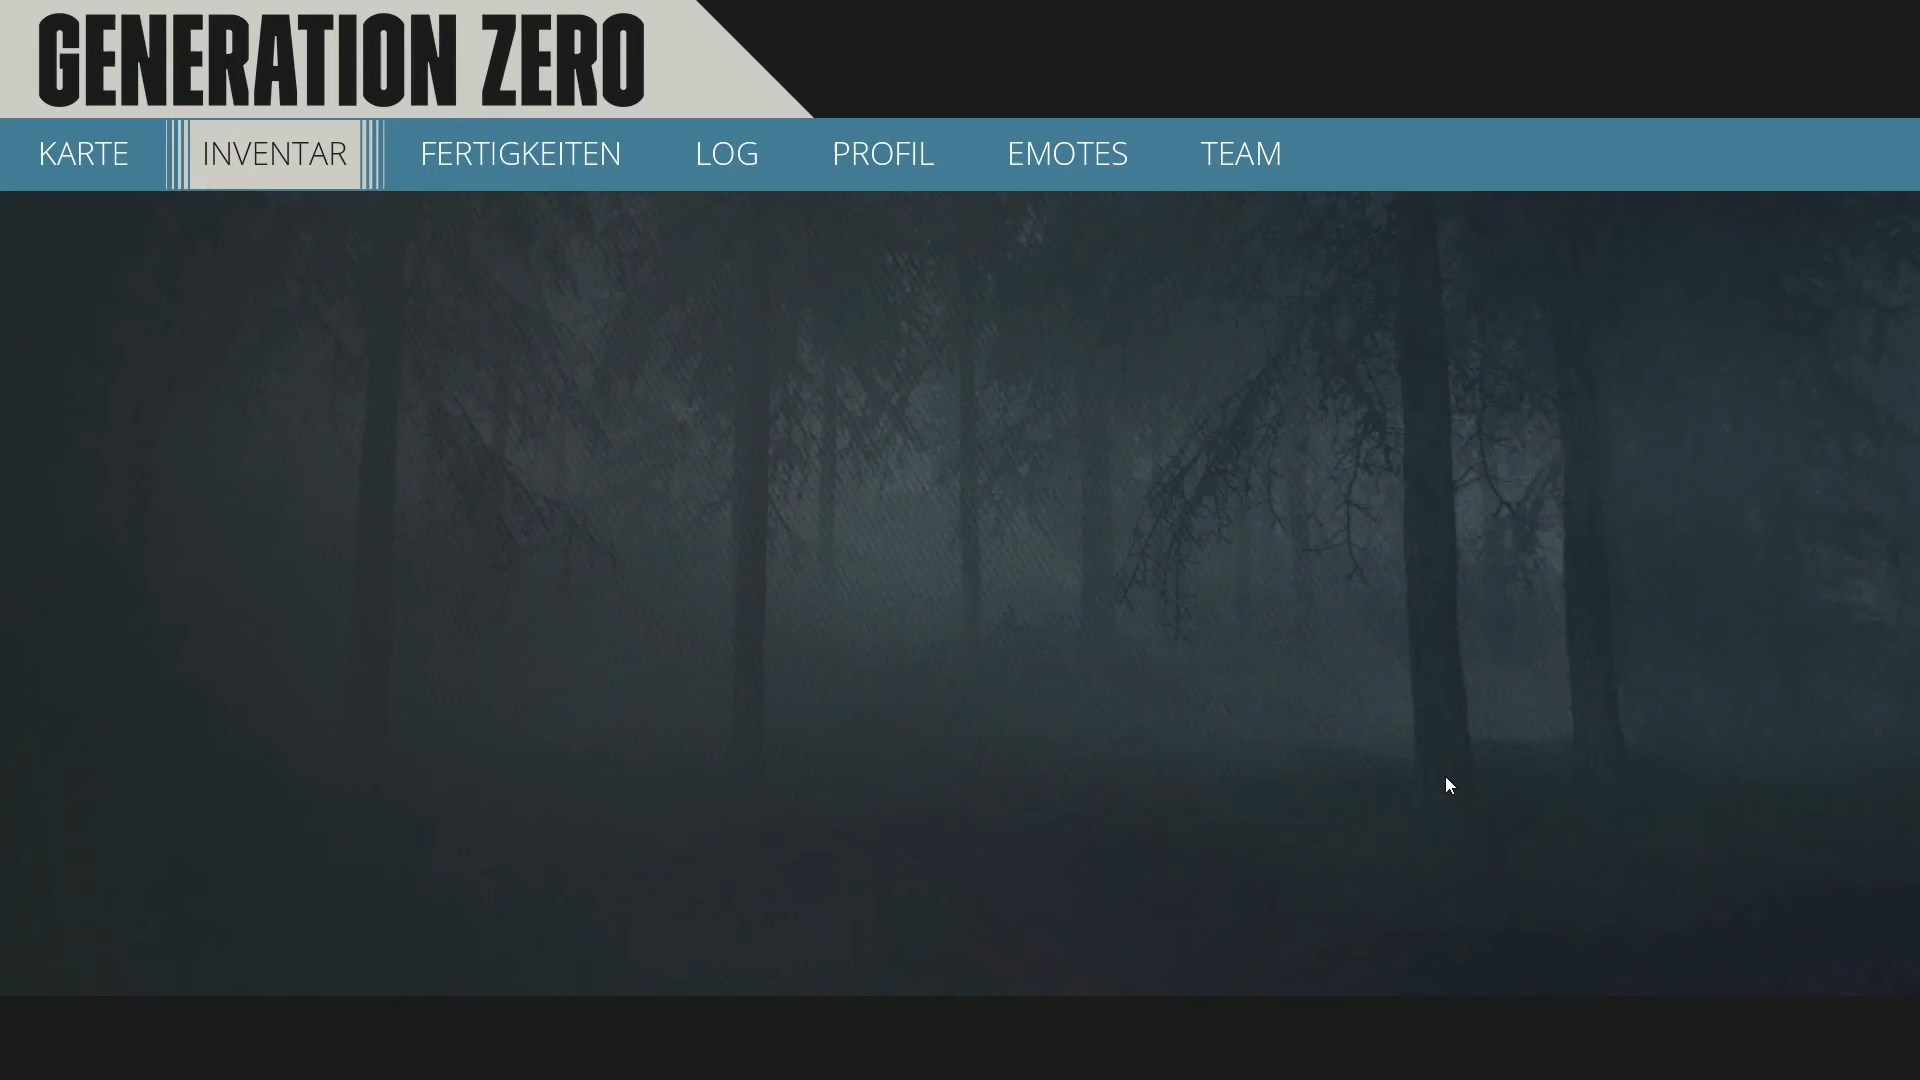 GENERATION ZERO
KARTE INVENTAR FERTIGKEITEN LOG PROFIL EMOTES TEAM